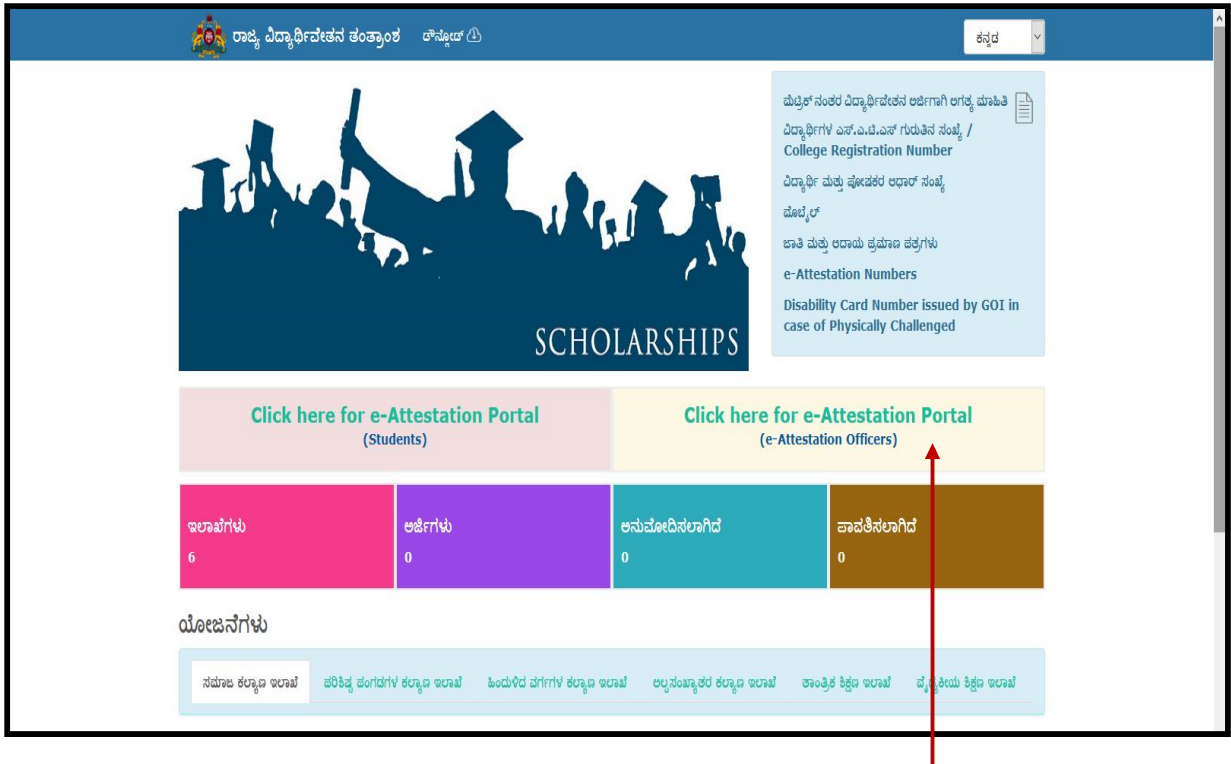 ರಾಜ್ಯ ವಿದ್ಯಾರ್ಥಿವೇತನ ತಂತ್ರಾಂಶ ಡೌನ್ಲೋಡ್
ಕನ್ನಡ
ಮೆಟ್ರಿಕ್ ನಂತರ ವಿದ್ಯಾರ್ಥಿವೇತನ ಅರ್ಜಿಗಾಗಿ ಅಗತ್ಯ ಮಾಹಿತಿ
ವಿದ್ಯಾರ್ಥಿಗಳ ಎಸ್.ಎ.ಟಿ.ಎಸ್ ಗುರುತಿನ ಸಂಖ್ಯೆ /
College Registration Number
ವಿದ್ಯಾರ್ಥಿ ಮತ್ತು ಪೋಷಕರ ಆಧಾರ್ ಸಂಖ್ಯೆ
ಮೊಬೈಲ್
ಜಾತಿ ಮತ್ತು ಆದಾಯ ಪ್ರಮಾಣ ಪತ್ರಗಳು
e-Attestation Numbers
Disability Card Number issued by GOI in
case of Physically Challenged
SCHOLARSHIPS
Click here for e-Attestation Portal
(Students)
Click here for e-Attestation Portal
(e-Attestation Officers)
ಇಲಾಖೆಗಳು
6
ಅರ್ಜಿಗಳು
0
ಅನುಮೋದಿಸಲಾಗಿದೆ
0
ಪಾವತಿಸಲಾಗಿದೆ
0
ಯೋಜನೆಗಳು
ಸಮಾಜ ಕಲ್ಯಾಣ ಇಲಾಖೆ ಪರಿಶಿಷ್ಟ ಪಂಗಡಗಳ ಕಲ್ಯಾಣ ಇಲಾಖೆ ಹಿಂದುಳಿದ ವರ್ಗಗಳ ಕಲ್ಯಾಣ ಇಲಾಖೆ ಅಲ್ಪಸಂಖ್ಯಾತರ ಕಲ್ಯಾಣ ಇಲಾಖೆ ತಾಂತ್ರಿಕ ಶಿಕ್ಷಣ ಇಲಾಖೆ ವೈದ್ಯಕೀಯ ಶಿಕ್ಷಣ ಇಲಾಖೆ